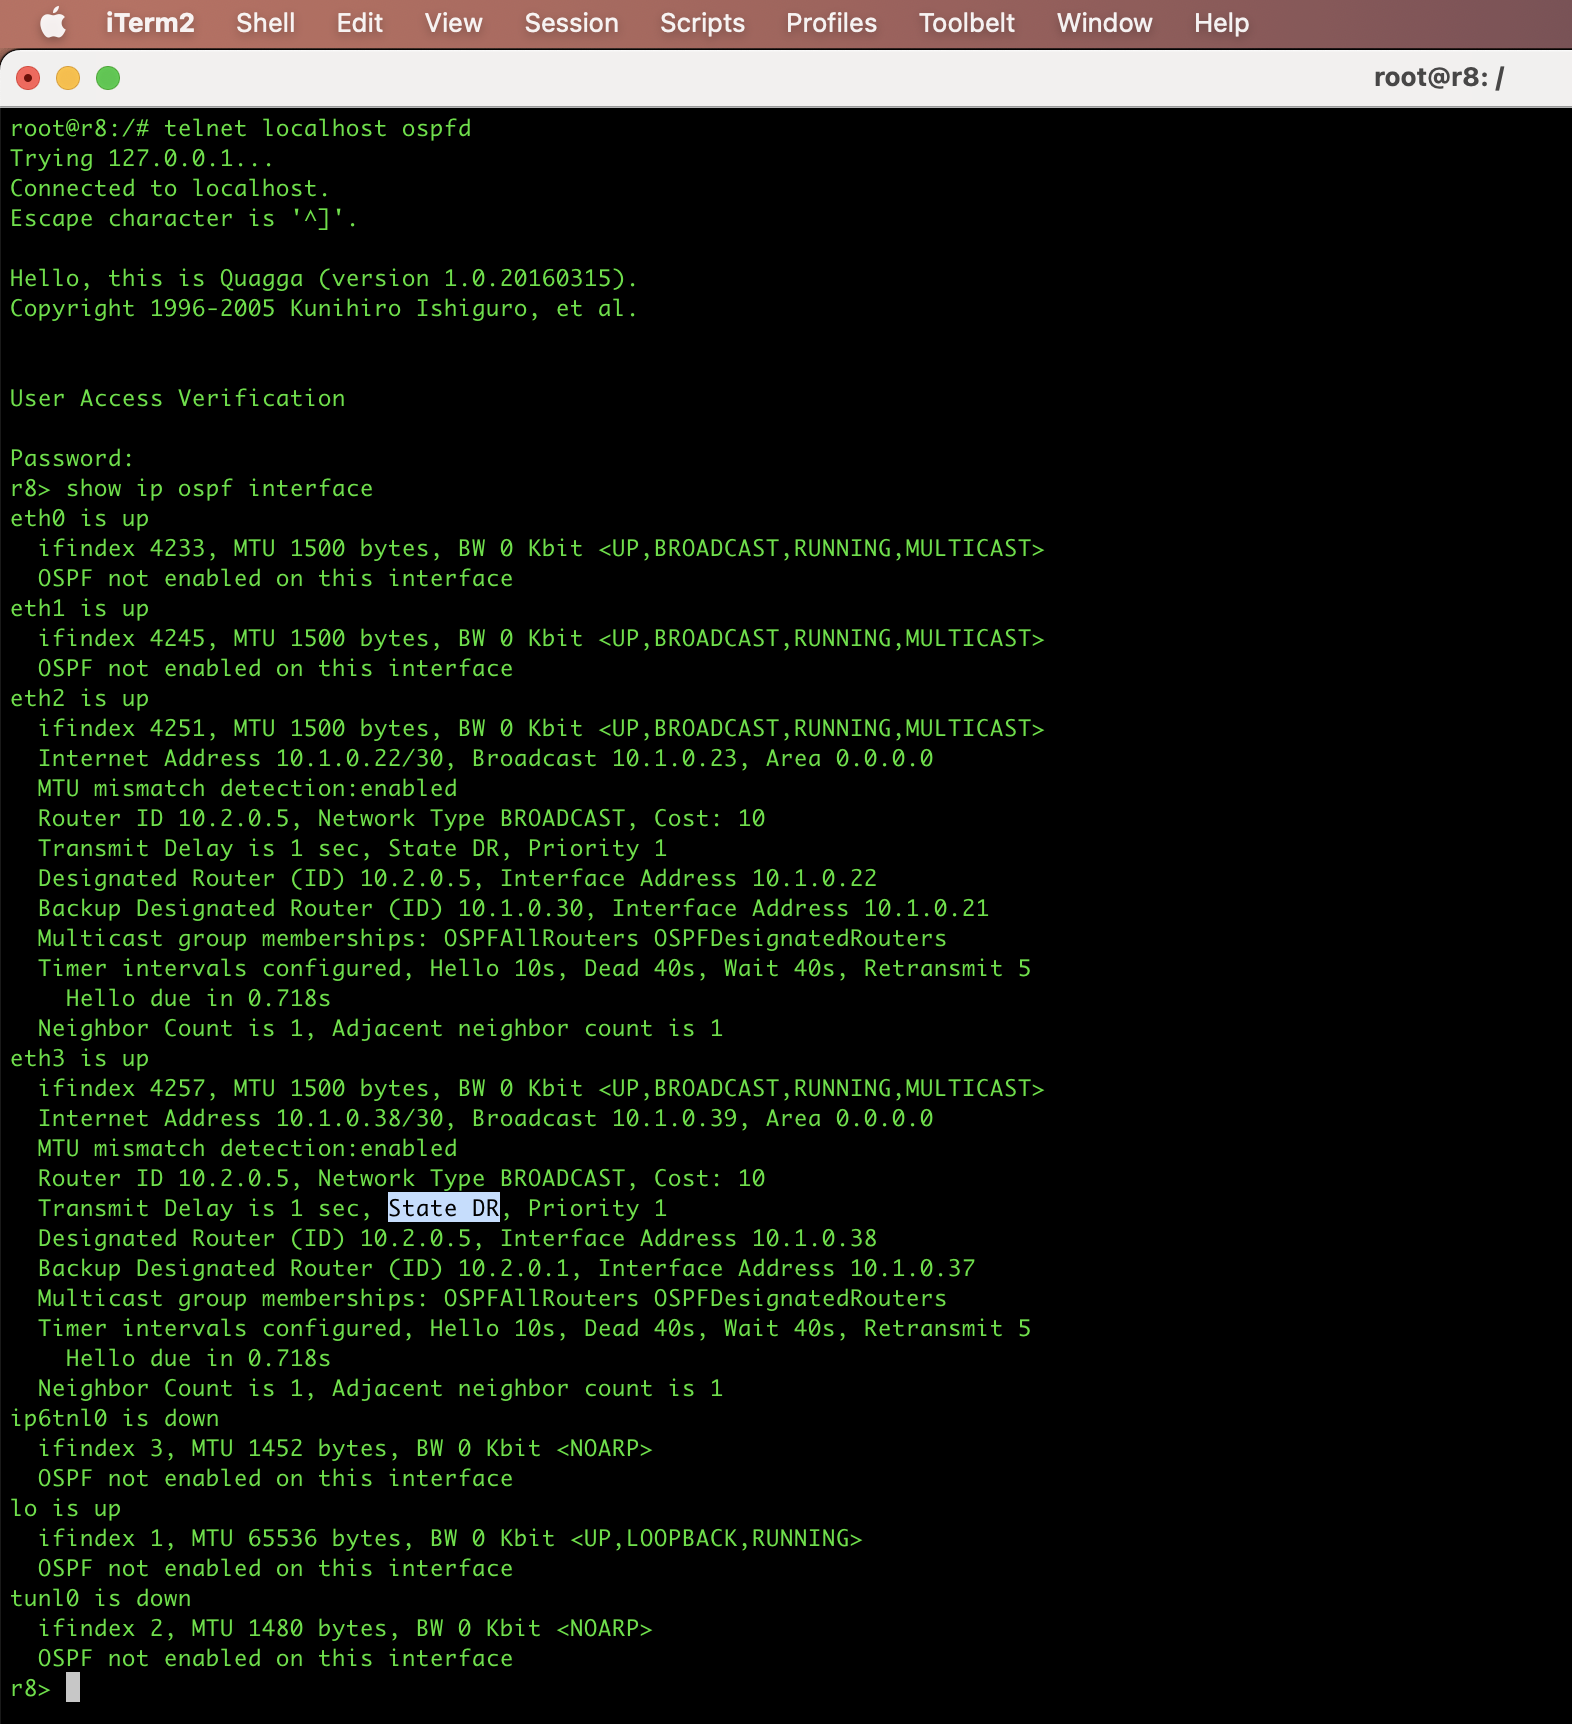 iTerm2 Shell Edit View Session Scripts Profiles Toolbelt Window Help
root@r8: /
root@r8:/# telnet localhost ospfd
Trying 127.0.0.1...
Connected to localhost.
Escape character is '^]'.
Hello, this is Quagga (version 1.0.20160315).
Copyright 1996-2005 Kunihiro Ishiguro, et al.
User Access Verification
Password:
r8> show ip ospf interface
eth0 is up
  ifindex 4233, MTU 1500 bytes, BW 0 Kbit <UP,BROADCAST,RUNNING,MULTICAST>
  OSPF not enabled on this interface
eth1 is up
  ifindex 4245, MTU 1500 bytes, BW 0 Kbit <UP,BROADCAST,RUNNING,MULTICAST>
  OSPF not enabled on this interface
eth2 is up
  ifindex 4251, MTU 1500 bytes, BW 0 Kbit <UP,BROADCAST,RUNNING,MULTICAST>
  Internet Address 10.1.0.22/30, Broadcast 10.1.0.23, Area 0.0.0.0
  MTU mismatch detection:enabled
  Router ID 10.2.0.5, Network Type BROADCAST, Cost: 10
  Transmit Delay is 1 sec, State DR, Priority 1
  Designated Router (ID) 10.2.0.5, Interface Address 10.1.0.22
  Backup Designated Router (ID) 10.1.0.30, Interface Address 10.1.0.21
  Multicast group memberships: OSPFAllRouters OSPFDesignatedRouters
  Timer intervals configured, Hello 10s, Dead 40s, Wait 40s, Retransmit 5
    Hello due in 0.718s
  Neighbor Count is 1, Adjacent neighbor count is 1
eth3 is up
  ifindex 4257, MTU 1500 bytes, BW 0 Kbit <UP,BROADCAST,RUNNING,MULTICAST>
  Internet Address 10.1.0.38/30, Broadcast 10.1.0.39, Area 0.0.0.0
  MTU mismatch detection:enabled
  Router ID 10.2.0.5, Network Type BROADCAST, Cost: 10
  Transmit Delay is 1 sec, State DR, Priority 1
  Designated Router (ID) 10.2.0.5, Interface Address 10.1.0.38
  Backup Designated Router (ID) 10.2.0.1, Interface Address 10.1.0.37
  Multicast group memberships: OSPFAllRouters OSPFDesignatedRouters
  Timer intervals configured, Hello 10s, Dead 40s, Wait 40s, Retransmit 5
    Hello due in 0.718s
  Neighbor Count is 1, Adjacent neighbor count is 1
ip6tnl0 is down
  ifindex 3, MTU 1452 bytes, BW 0 Kbit <NOARP>
  OSPF not enabled on this interface
lo is up
  ifindex 1, MTU 65536 bytes, BW 0 Kbit <UP,LOOPBACK,RUNNING>
  OSPF not enabled on this interface
tunl0 is down
  ifindex 2, MTU 1480 bytes, BW 0 Kbit <NOARP>
  OSPF not enabled on this interface
r8>